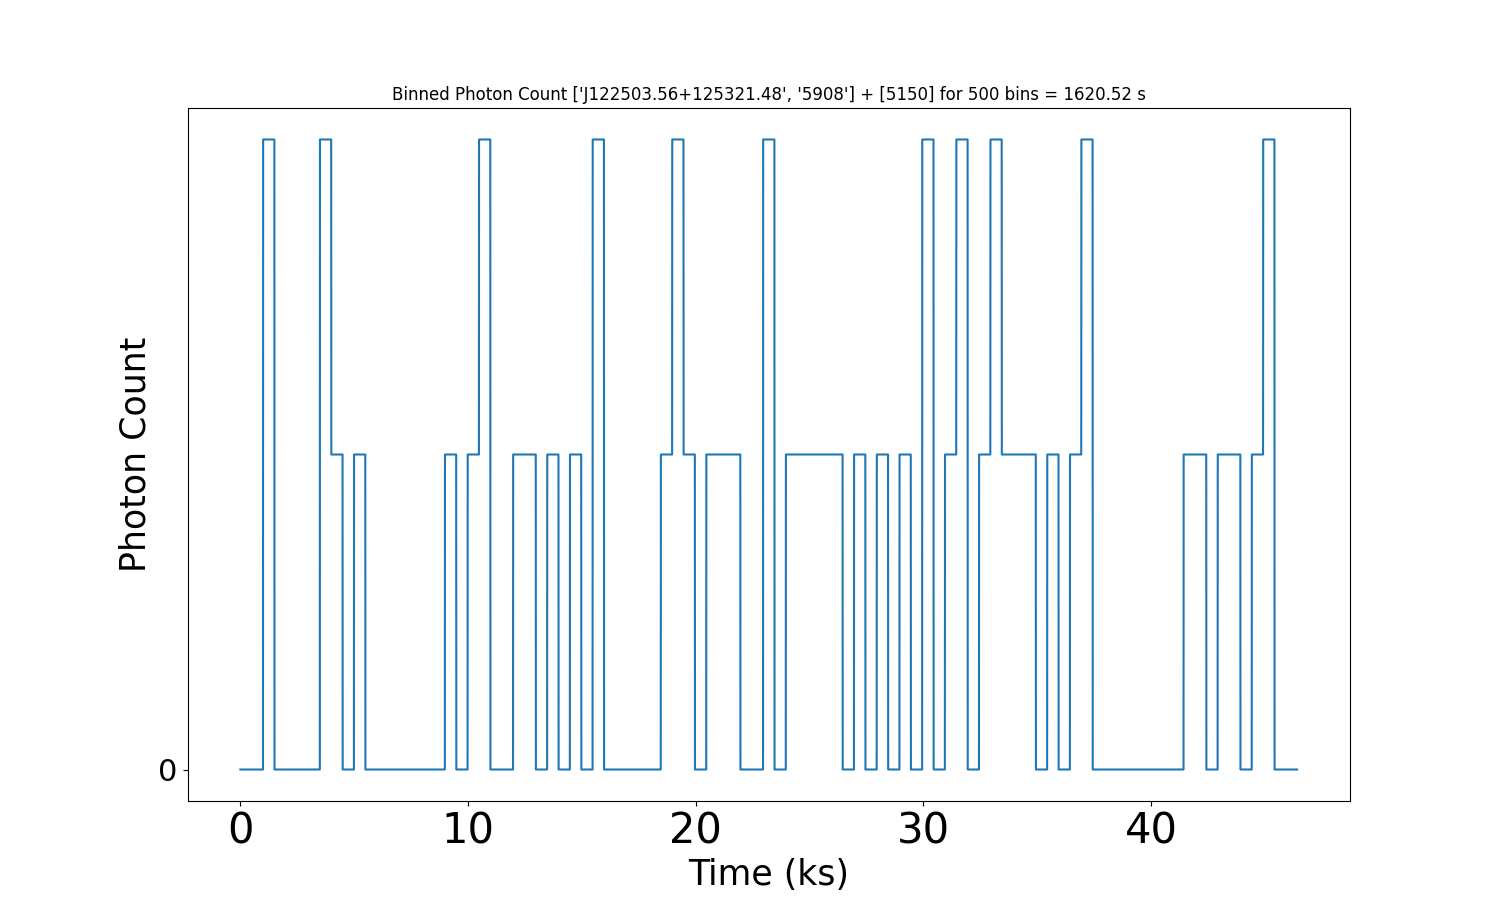 Binned Photon Count ['J122503.56+125321.48', '5908'] + [5150] for 500 bins = 1620.52 s
Photon Count
0
0 10 20 30 40
Time (ks)